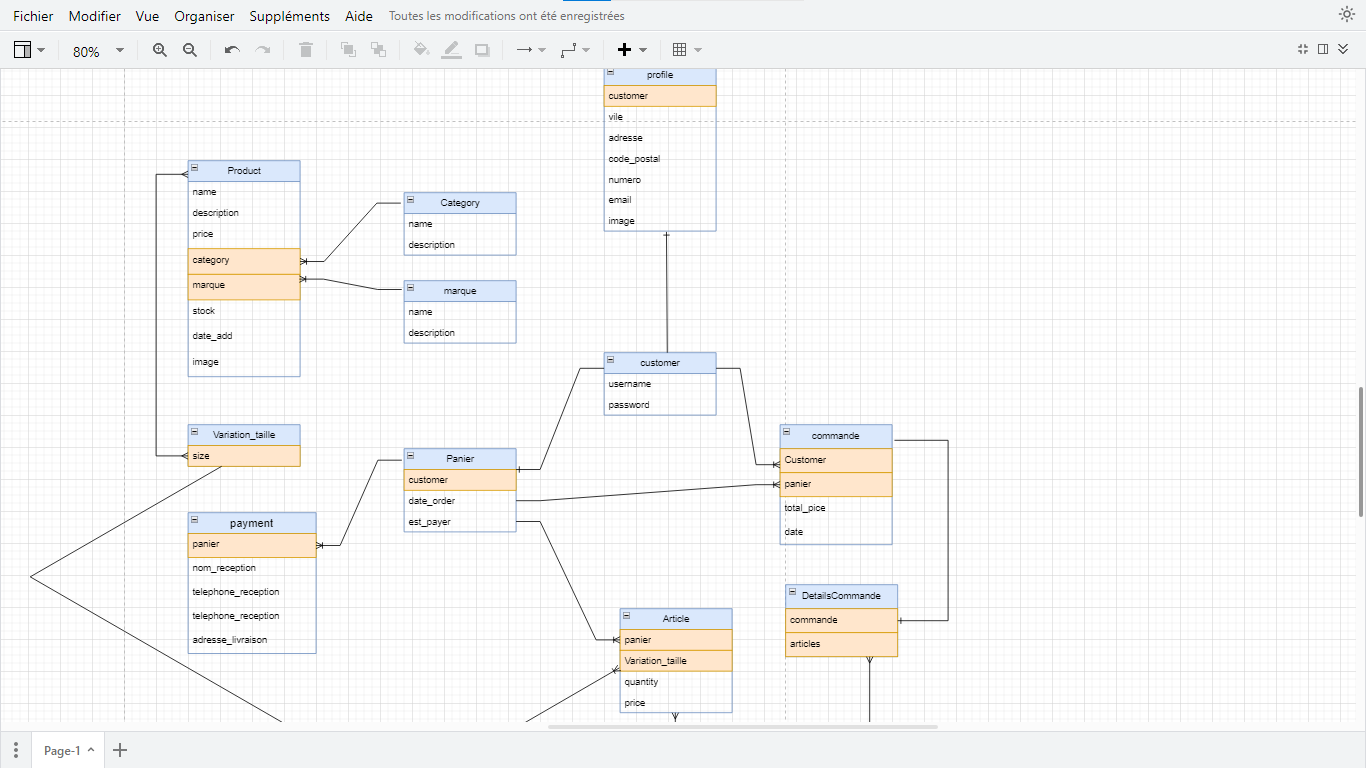 Fichier Modifier Vue Organiser Suppléments Aide Toutes les modifications ont été enregistrées
80%
profile
customer
vile
adresse
code_postal
numero
email
image
Product
name
description
price
category
marque
stock
date_add
image
Category
name
description
marque
name
description
customer
username
password
Variation_taille
size
Panier
customer
date_order
est_payer
commande
Customer
panier
total_pice
date
payment
panier
nom_reception
telephone_reception
telephone_reception
adresse_livraison
Article
panier
Variation_taille
quantity
price
DetailsCommande
commande
articles
Page-1